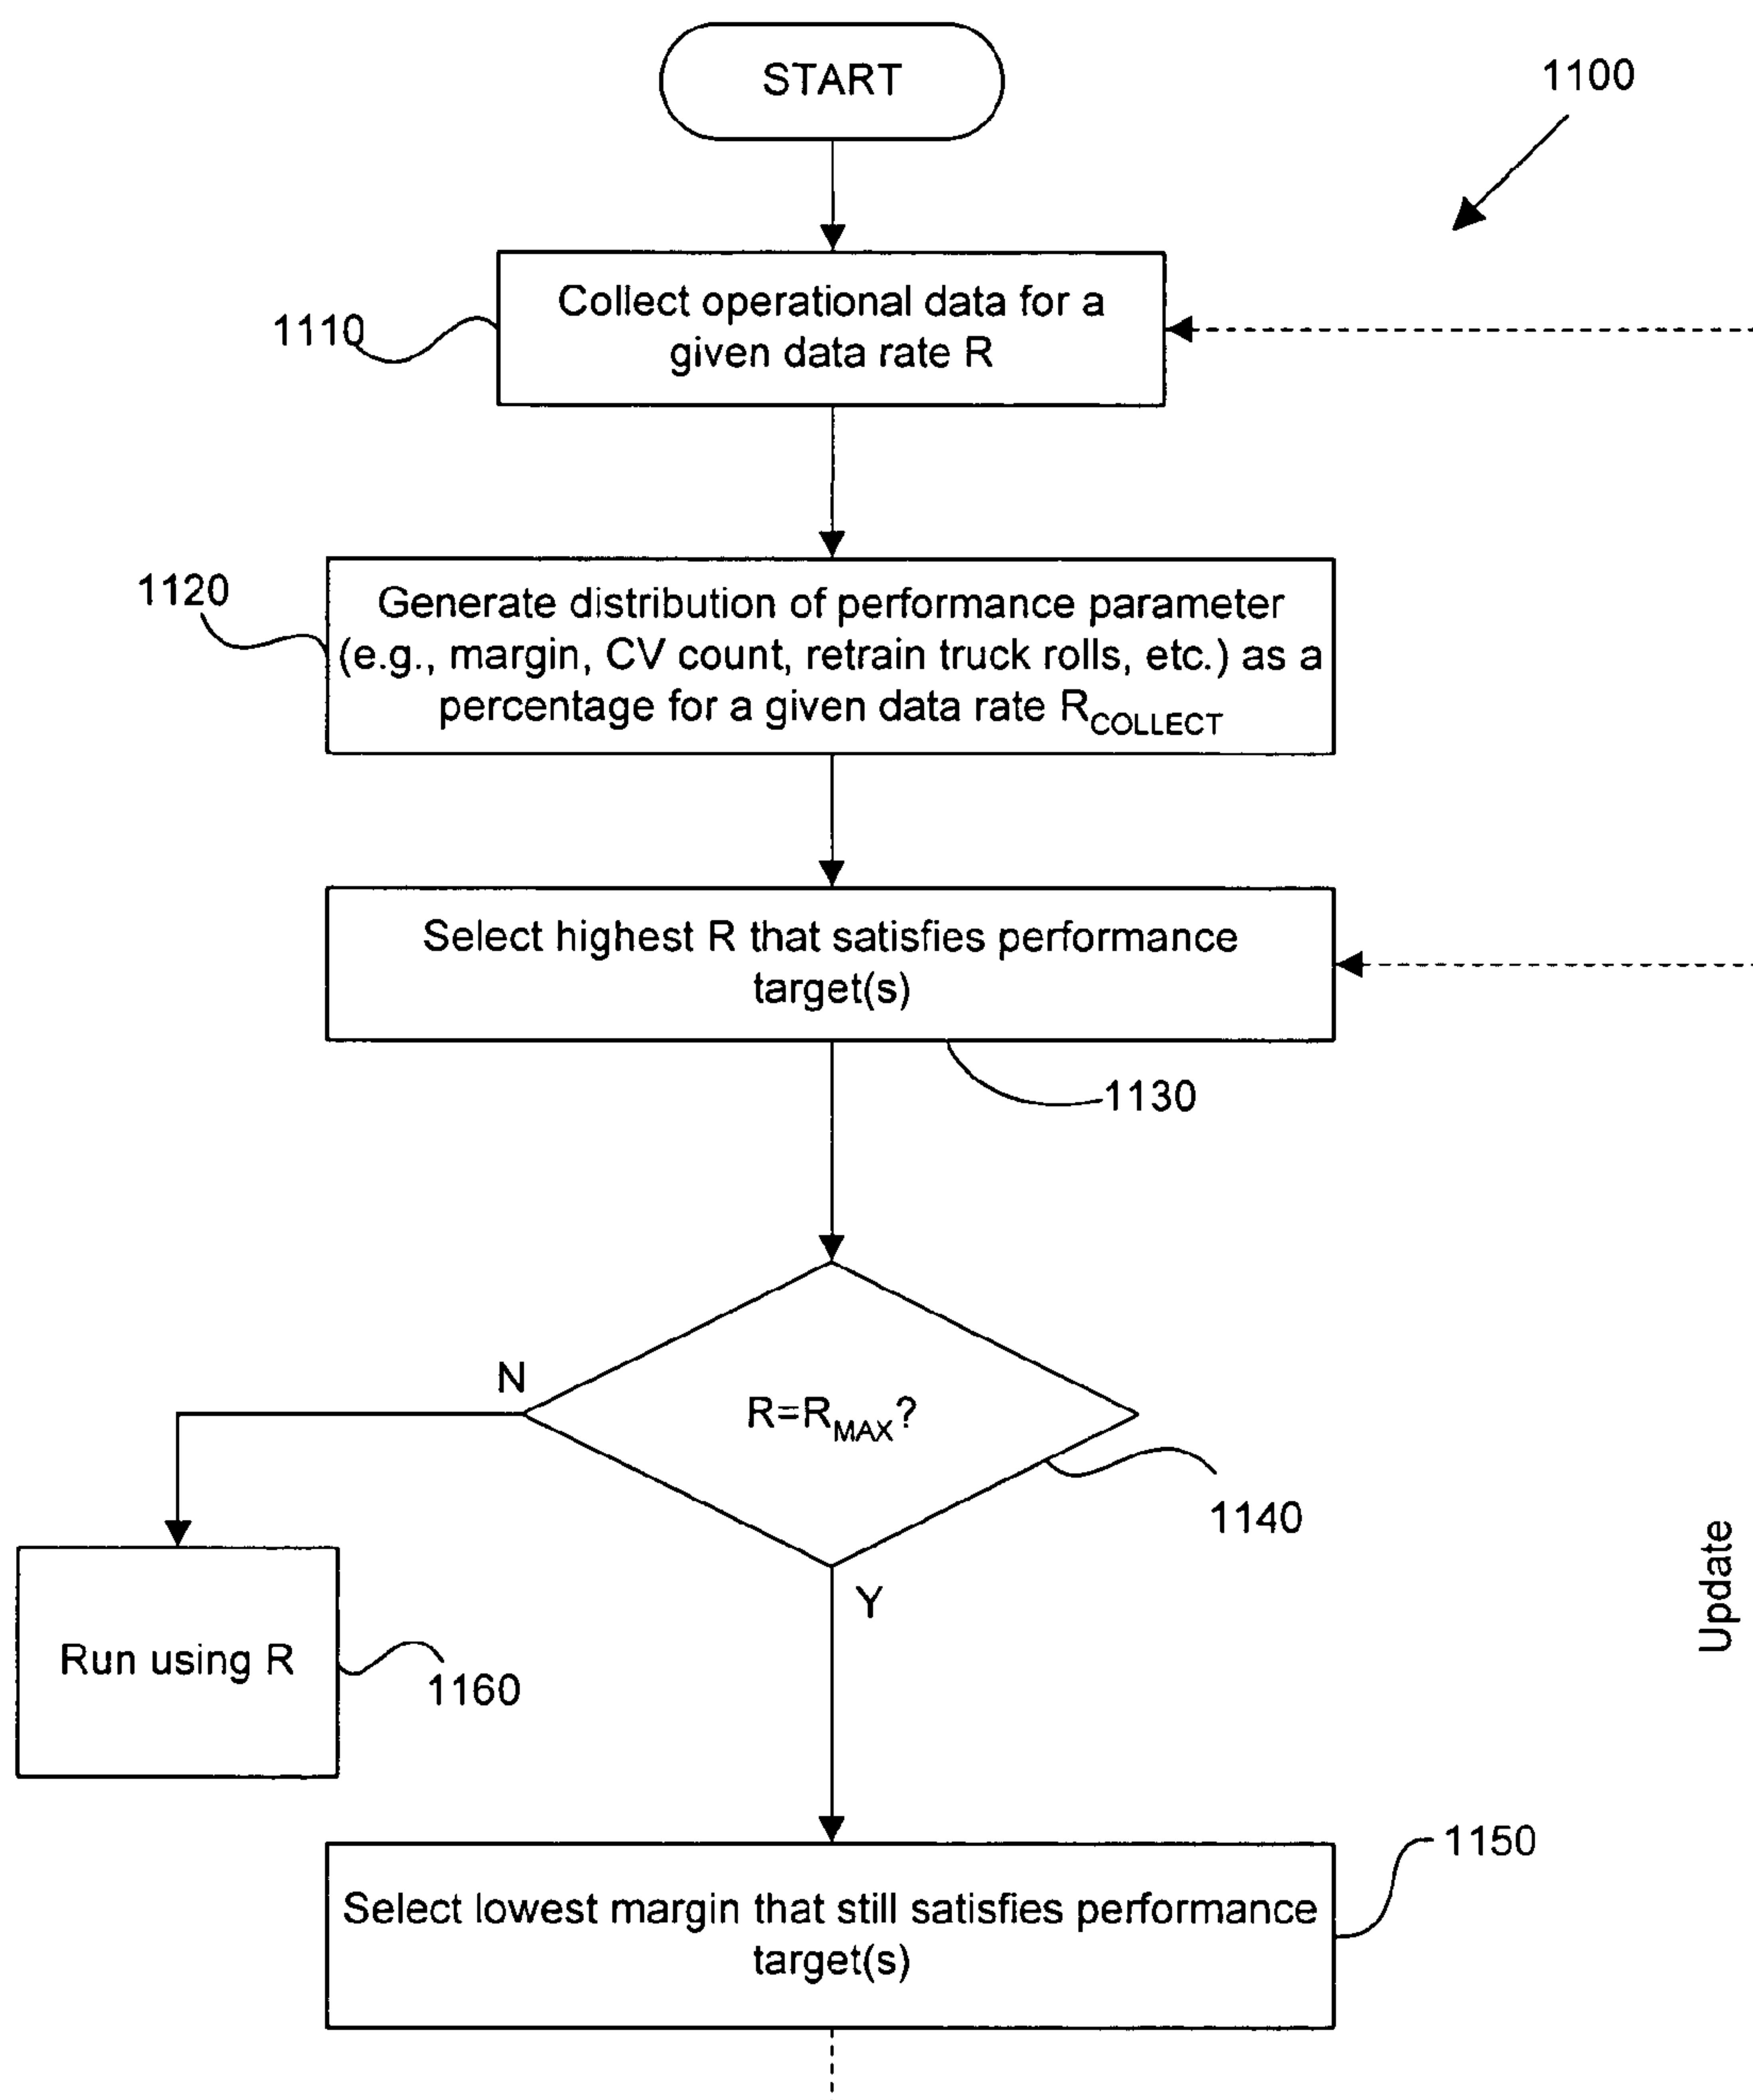 START
1100
Collect operational data for a
given data rate R
1110
1120
Generate distribution of performance parameter
(e.g., margin, CV count, retrain truck rolls, etc.) as a
percentage for a given data rate RCOLLECT
Select highest R that satisfies performance
target(s)
1130
N
R=RMAX?
1140
Y
Update
Run using R
1160
1150
Select lowest margin that still satisfies performance
target(s)